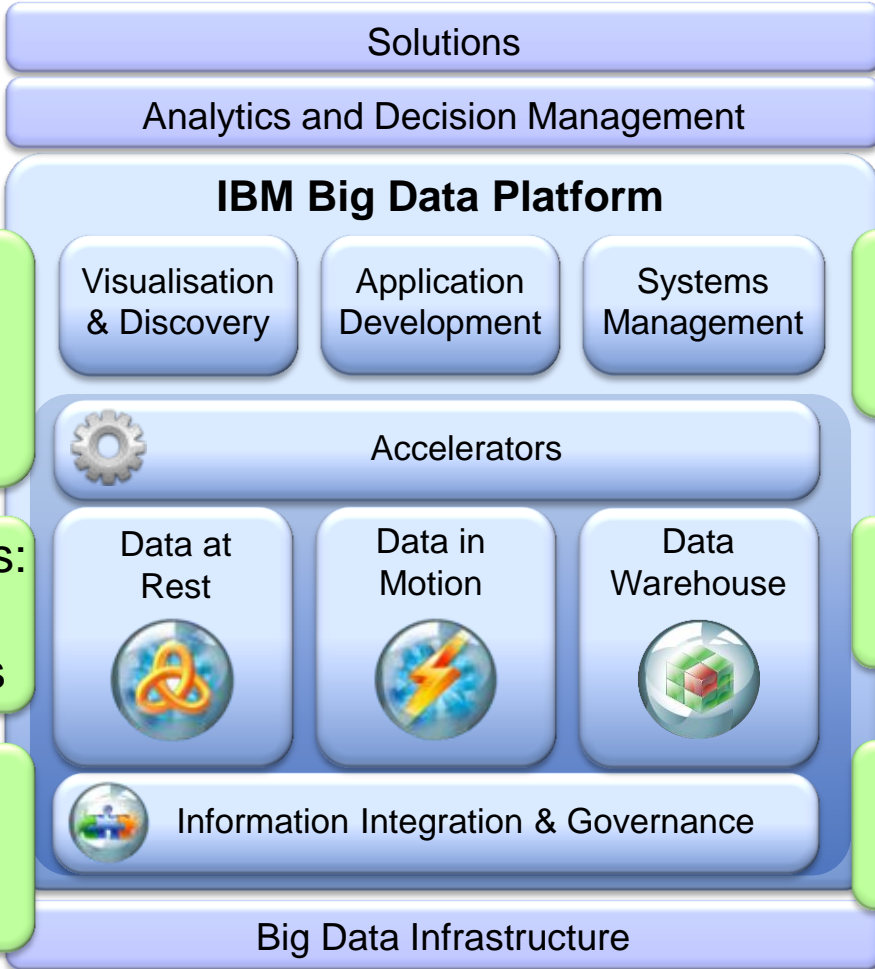 Solutions
Analytics and Decision Management
IBM Big Data Platform
Visualisation
& Discovery
Application
Development
Systems
Management
Accelerators
s:
s
Data at
Rest
Data in
Motion
Data
Warehouse
Information Integration & Governance
Big Data Infrastructure